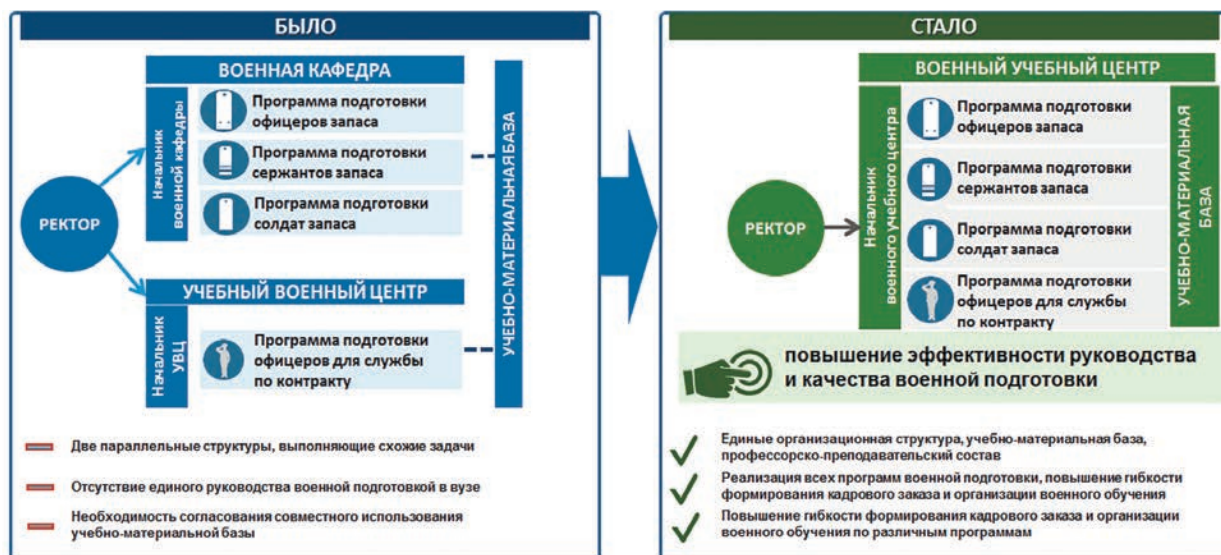 БЫЛО
ВОЕННАЯ КАФЕДРА
Начальник
военной кафедры
Программа подготовки
офицеров запаса
Программа подготовки
сержантов запаса
Программа подготовки
солдат запаса
РЕКТОР
УЧЕБНЫЙ ВОЕННЫЙ ЦЕНТР
Начальник
УВЦ
Программа подготовки
офицеров для службы
по контракту
УЧЕБНО-МАТЕРИАЛЬНАЯБАЗА
Две параллельные структуры, выполняющие схожие задачи
Отсутствие единого руководства военной подготовкой в вузе
Необходимость согласования совместного использования
учебно-материальной базы
СТАЛО
ВОЕННЫЙ УЧЕБНЫЙ ЦЕНТР
РЕКТОР
Начальник
военного учебного центра
Программа подготовки
офицеров запаса
Программа подготовки
сержантов запаса
Программа подготовки
солдат запаса
Программа подготовки
офицеров для службы
по контракту
УЧЕБНО-МАТЕРИАЛЬНАЯ
БАЗА
повышение эффективности руководства
и качества военной подготовки
Единые организационная структура, учебно-материальная база,
профессорско-преподавательский состав
Реализация всех программ военной подготовки, повышение гибкости
формирования кадрового заказа и организации военного обучения
Повышение гибкости формирования кадрового заказа и организации
военного обучения по различным программам